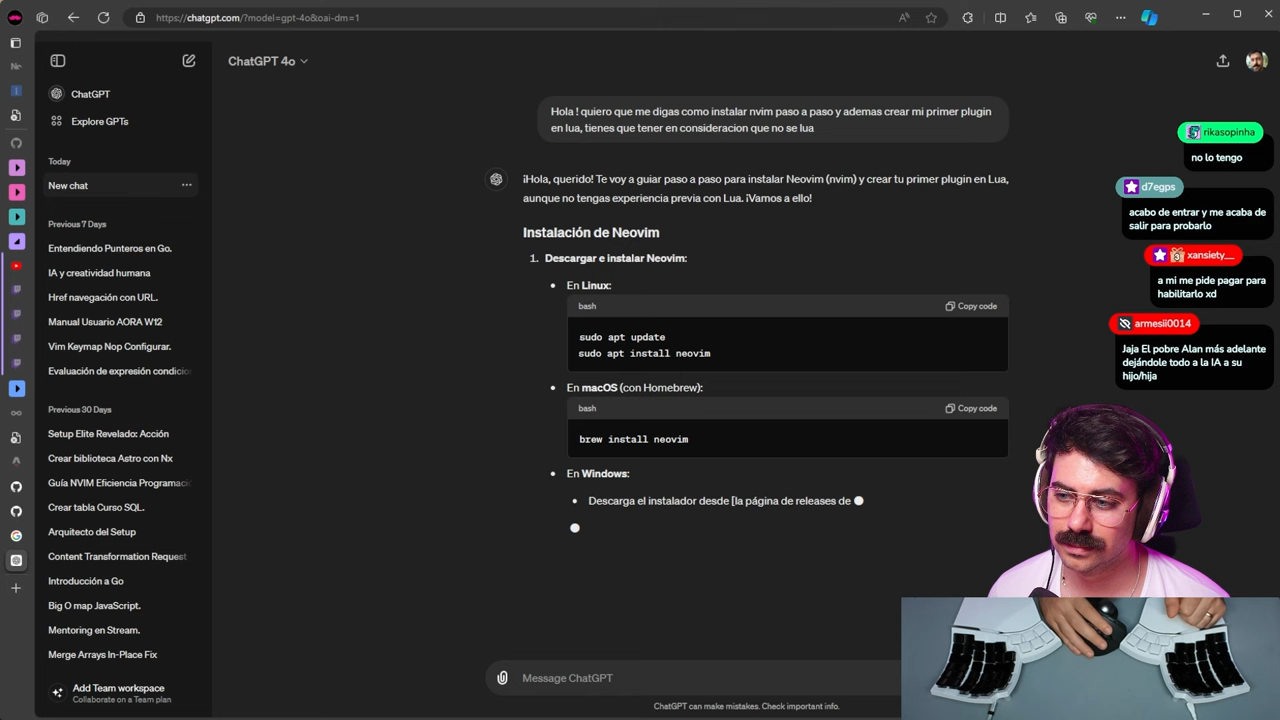 https://chatgpt.com/?model=gpt-4o&oai-dm=1
ChatGPT 4o
ChatGPT
Explore GPTs
Today
New chat
Previous 7 Days
Entendiendo Punteros en Go.
IA y creatividad humana
Href navegación con URL.
Manual Usuario AORA W12
Vim Keymap Nop Configurar.
Evaluación de expresión condicion
Previous 30 Days
Setup Elite Revelado: Acción
Crear biblioteca Astro con Nx
Guía NVIM Eficiencia Programaci
Crear tabla Curso SQL.
Arquitecto del Setup
Content Transformation Request
Introducción a Go
Big O map JavaScript.
Mentoring en Stream.
Merge Arrays In-Place Fix
Add Team workspace
Collaborate on a Team plan
Hola ! quiero que me digas como instalar nvim paso a paso y ademas crear mi primer plugin
en lua, tienes que tener en consideracion que no se lua
¡Hola, querido! Te voy a guiar paso a paso para instalar Neovim (nvim) y crear tu primer plugin en Lua,
aunque no tengas experiencia previa con Lua. ¡Vamos a ello!
Instalación de Neovim
1. Descargar e instalar Neovim:
• En Linux:
bash
Copy code
sudo apt update
sudo apt install neovim
• En macOS (con Homebrew):
bash
Copy code
brew install neovim
• En Windows:
• Descarga el instalador desde [la página de releases de
Message ChatGPT
ChatGPT can make mistakes. Check important info.
rikasopinha
no lo tengo
d7egps
acabo de entrar y me acaba de
salir para probarlo
xansiety__
a mi me pide pagar para
habilitarlo xd
armesii0014
Jaja El pobre Alan más adelante
dejándole todo a la IA a su
hijo/hija